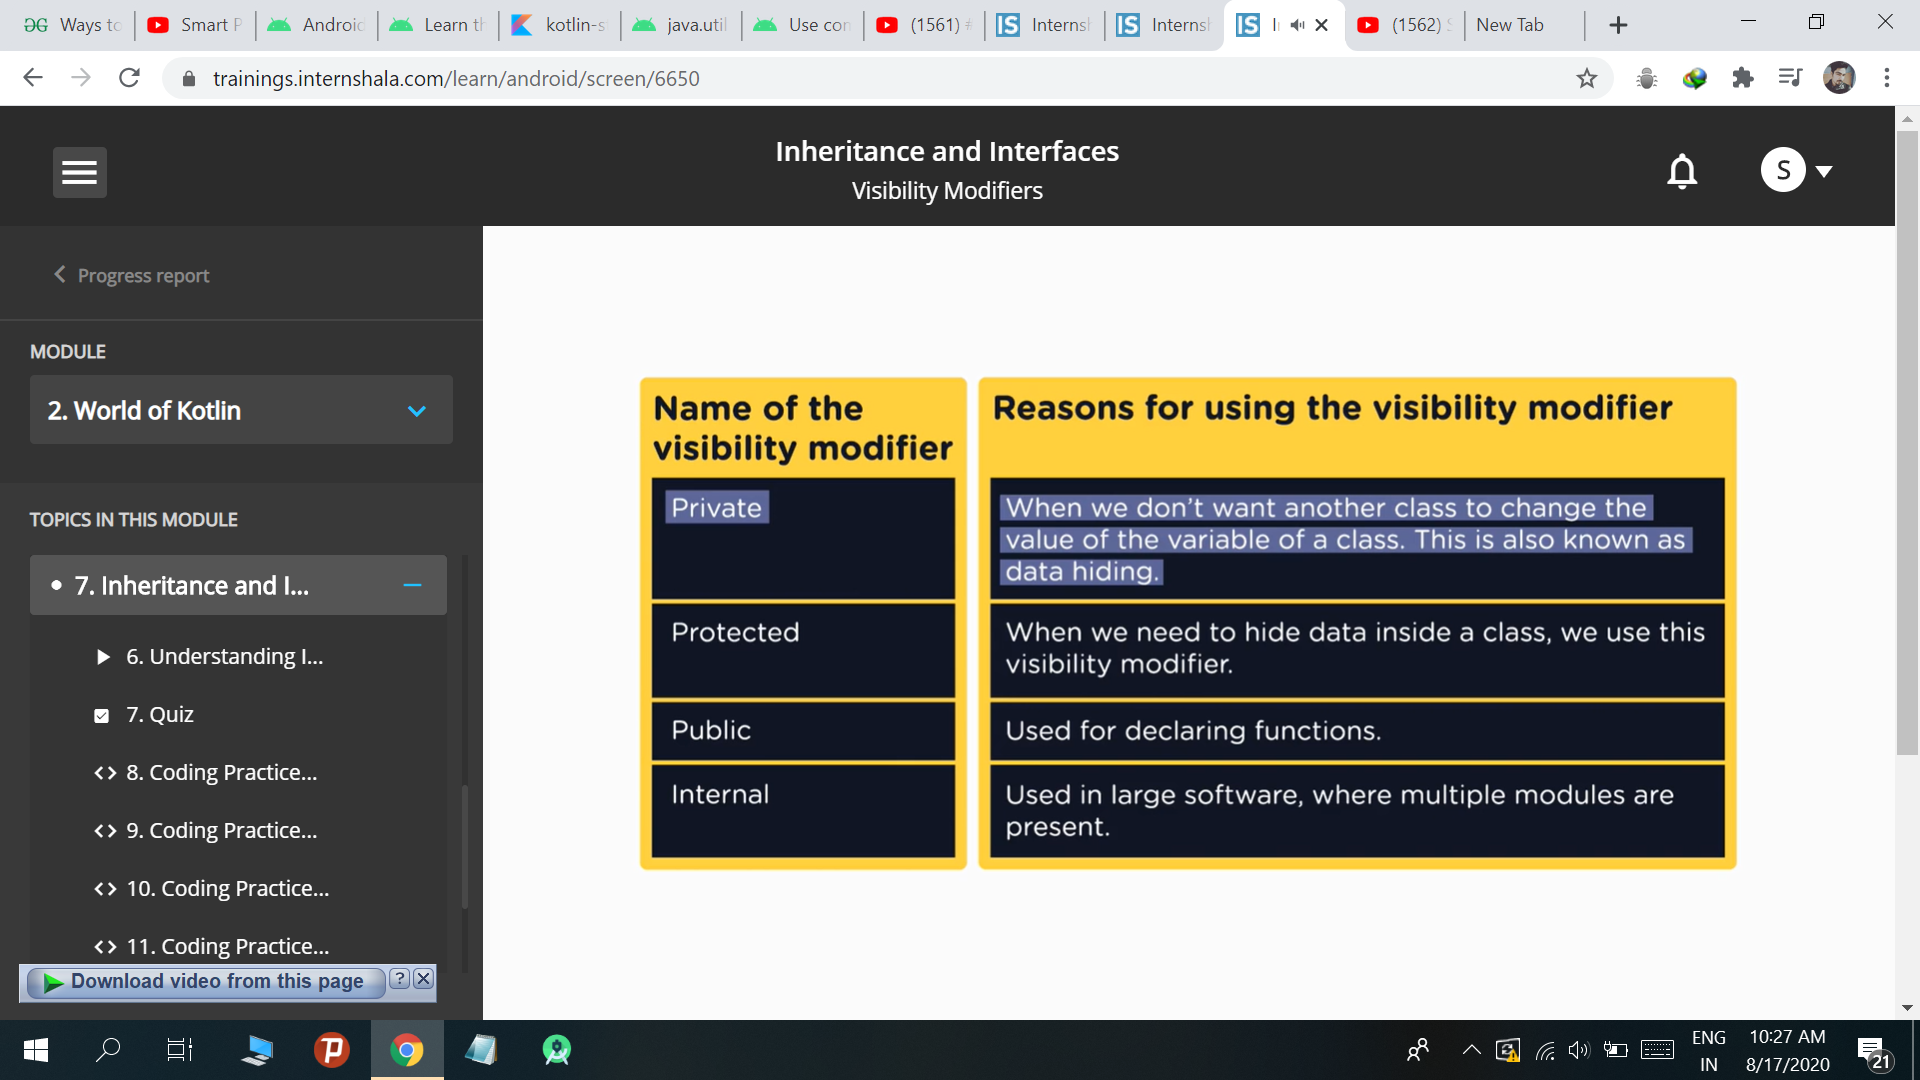 Ways to
Smart P
Android
Learn th
kotlin-s
java.util
Use con
(1561) #
Internsh
Internsh
(1562) S
New Tab
trainings.internshala.com/learn/android/screen/6650
Inheritance and Interfaces
Visibility Modifiers
S
Progress report
MODULE
2. World of Kotlin
TOPICS IN THIS MODULE
7. Inheritance and I...
6. Understanding I...
7. Quiz
8. Coding Practice...
9. Coding Practice...
10. Coding Practice...
11. Coding Practice...
Download video from this page
?
Name of the
visibility modifier
Reasons for using the visibility modifier
Private
When we don't want another class to change the
value of the variable of a class. This is also known as
data hiding.
Protected
When we need to hide data inside a class, we use this
visibility modifier.
Public
Used for declaring functions.
Internal
Used in large software, where multiple modules are
present.
ENG
IN
10:27 AM
8/17/2020
21